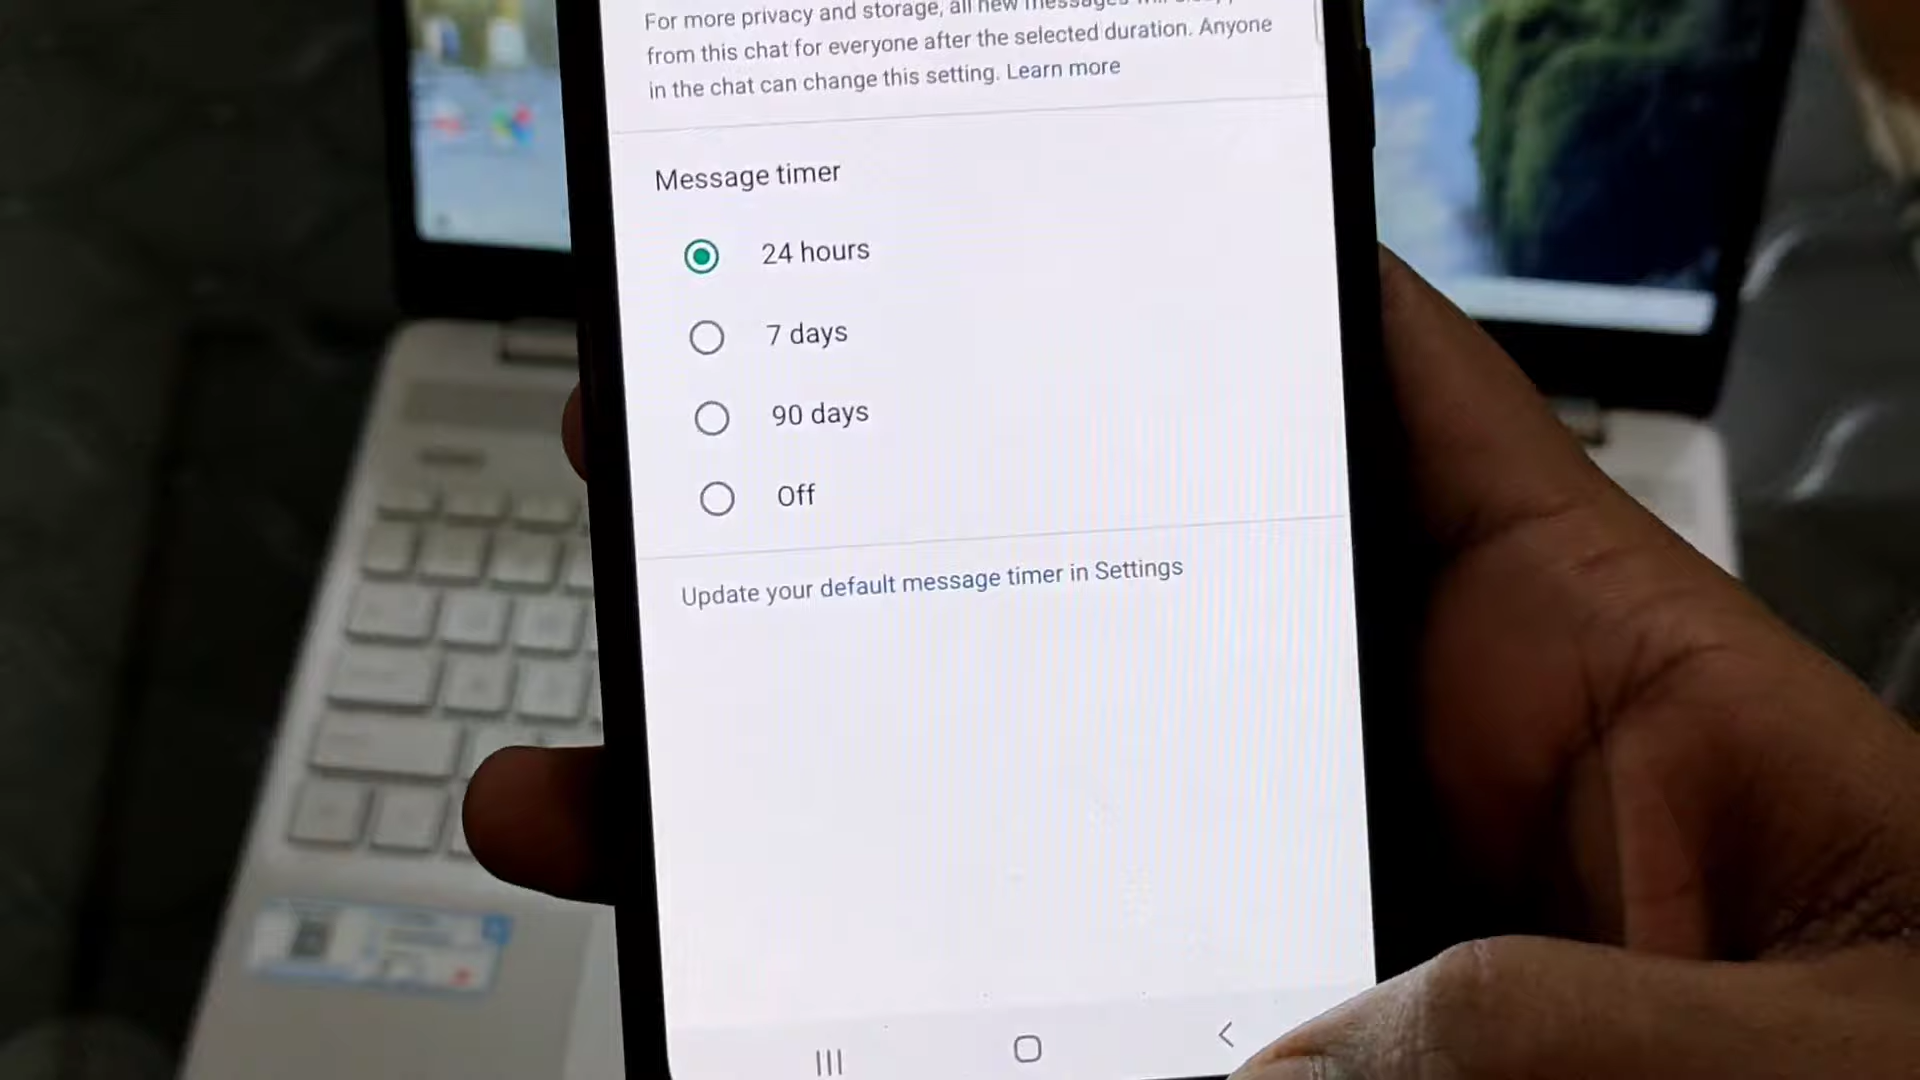 For more privacy and storage, all new messages will
from this chat for everyone after the selected duration. Anyone
in the chat can change this setting. Learn more
Message timer
24 hours
7 days
90 days
Off
Update your default message timer in Settings